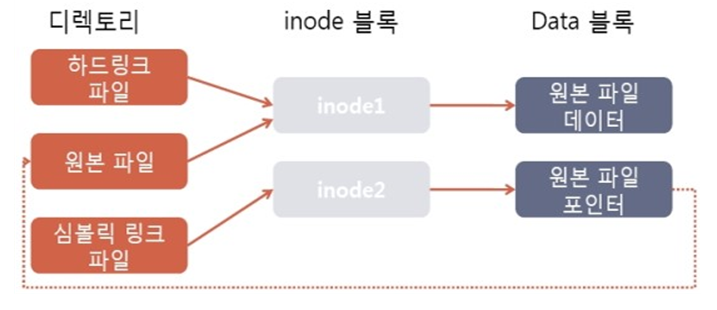 디렉토리
inode 블록
Data 블록
하드링크
파일
inode1
원본 파일
데이터
원본 파일
inode2
원본 파일
포인터
심볼릭 링크
파일